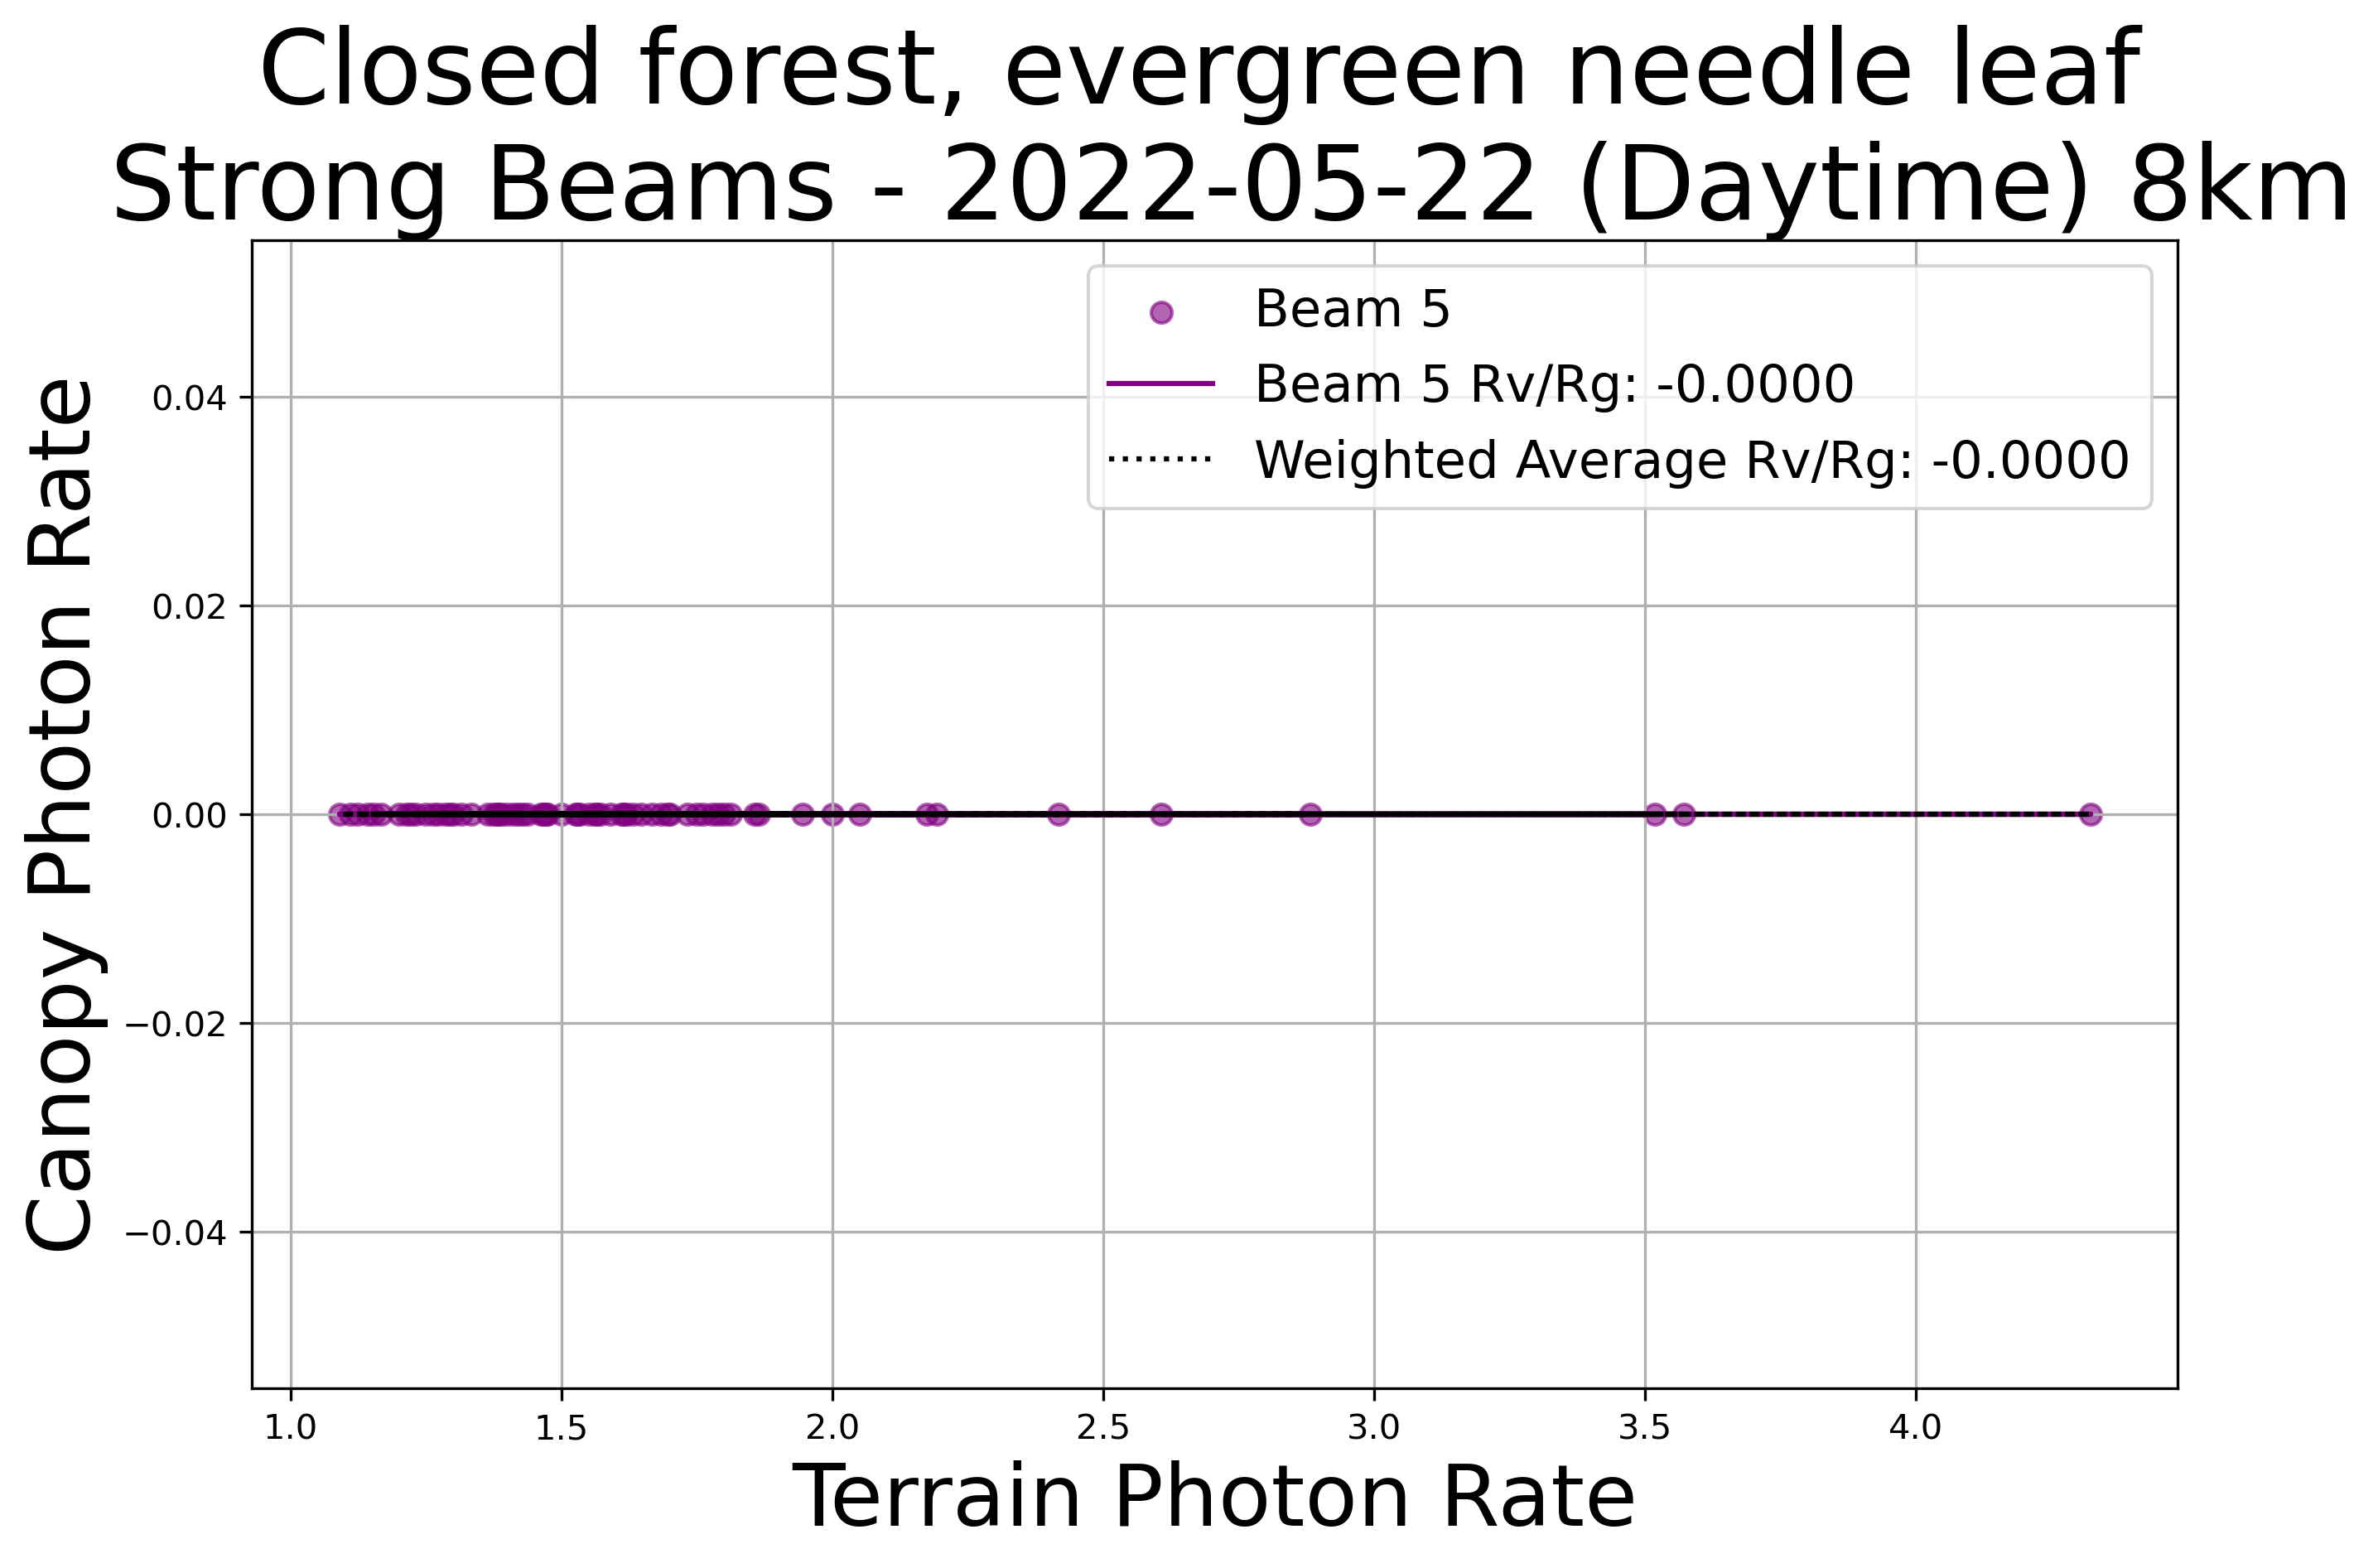 Closed forest, evergreen needle leaf
Strong Beams - 2022-05-22 (Daytime) 8km
Beam 5
Beam 5 Rv/Rg: -0.0000
Weighted Average Rv/Rg: -0.0000
Canopy Photon Rate
0.04
0.02
0.00
−0.02
−0.04
1.0 1.5 2.0 2.5 3.0 3.5 4.0
Terrain Photon Rate